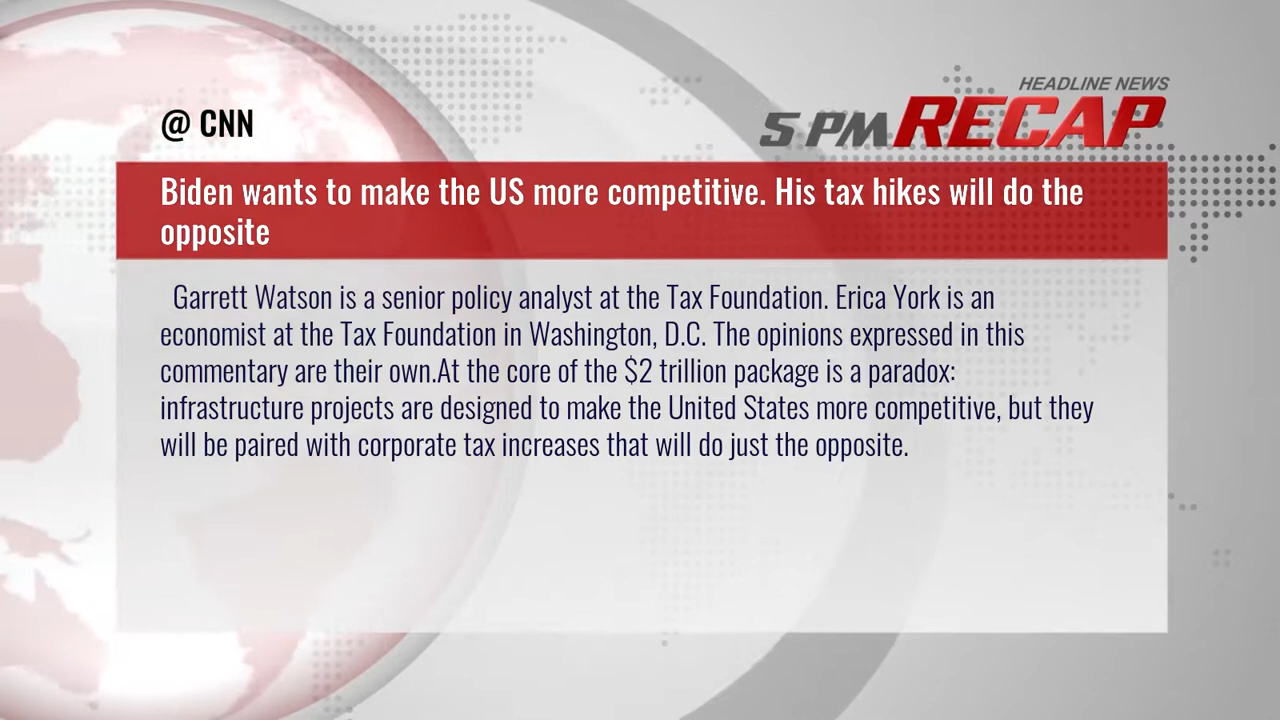 HEADLINE NEWS
@ CNN
5 PM RECAP
Biden wants to make the US more competitive. His tax hikes will do the
opposite
Garrett Watson is a senior policy analyst at the Tax Foundation. Erica York is an
economist at the Tax Foundation in Washington, D.C. The opinions expressed in this
commentary are their own.At the core of the $2 trillion package is a paradox:
infrastructure projects are designed to make the United States more competitive, but they
will be paired with corporate tax increases that will do just the opposite.